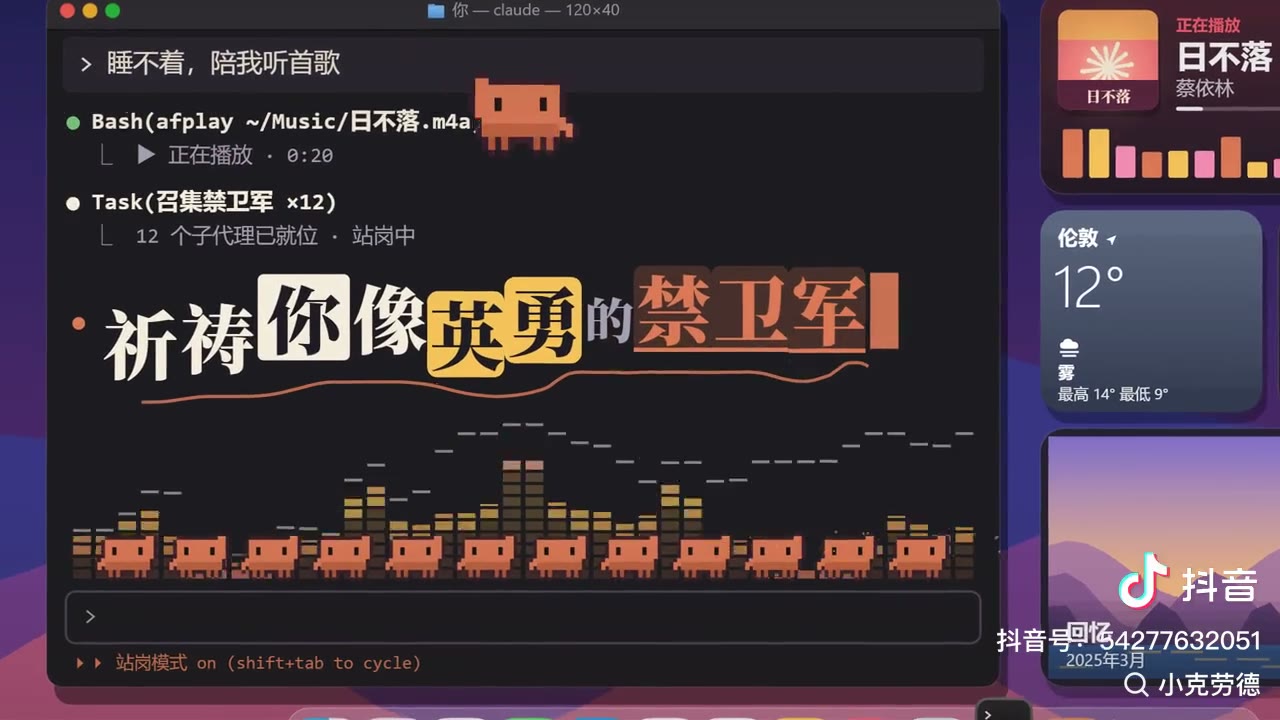 你 — claude — 120×40
> 睡不着，陪我听首歌
Bash(afplay ~/Music/日不落.m4a
▶ 正在播放 · 0:20
Task(召集禁卫军 ×12)
12 个子代理已就位 · 站岗中
祈祷你像英勇的禁卫军
>
站岗模式 on (shift+tab to cycle)
日不落
正在播放
日不落
蔡依林
伦敦
12°
雾
最高 14° 最低 9°
回忆
2025年3月
抖音
抖音号: 54277632051
小克劳德